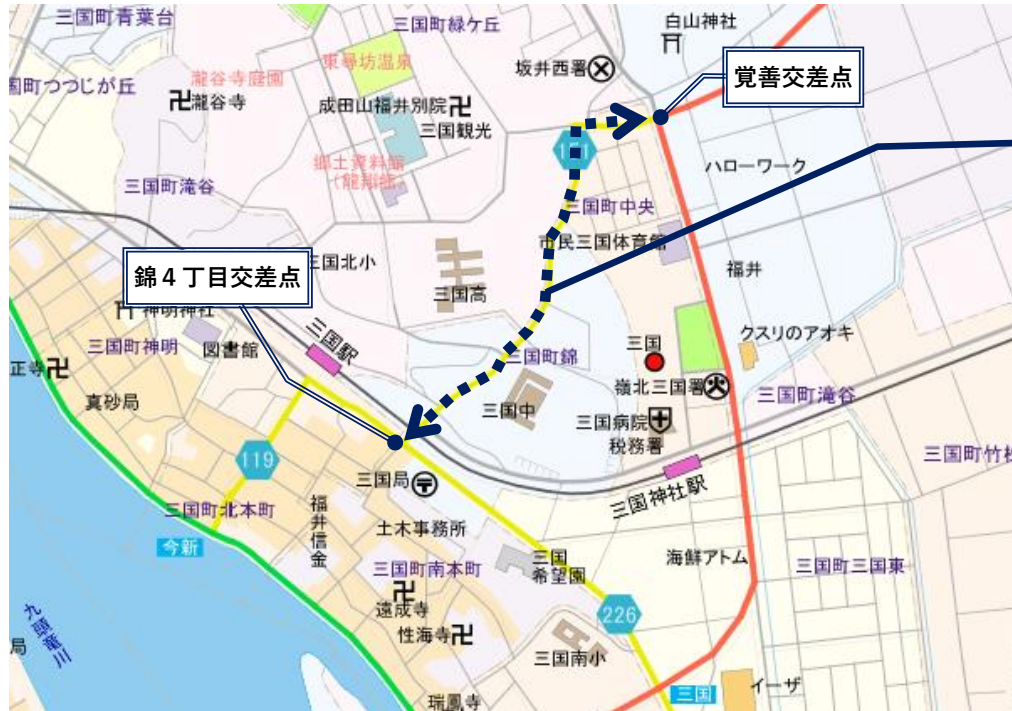 三国町青葉台
三国町緑ケ丘
白山神社
東尋坊温泉
坂井西署
覚善交差点
国町つつじが丘
瀧谷寺庭園
瀧谷寺
成田山福井別院
三国観光
151
郷土資料館
(龍翔館)
ハローワーク
三国町滝谷
三国町中央
市民三国体育館
錦4丁目交差点
三国北小
福井
三国高
神明神社
三国町神明
図書館
三国駅
三国町錦
三国
クスリのアオキ
正寺
嶺北三国署
真砂局
三国中
三国町滝谷
三国病院
税務署
119
三国町竹松
三国局
三国神社駅
三国町北本町
福井信金
土木事務所
今新
三国
希望園
海鮮アトム
三国町三国東
三国町南本町
遠成寺
226
九頭竜川
性海寺
局
三国南小
瑞鳳寺
三国
イーザ